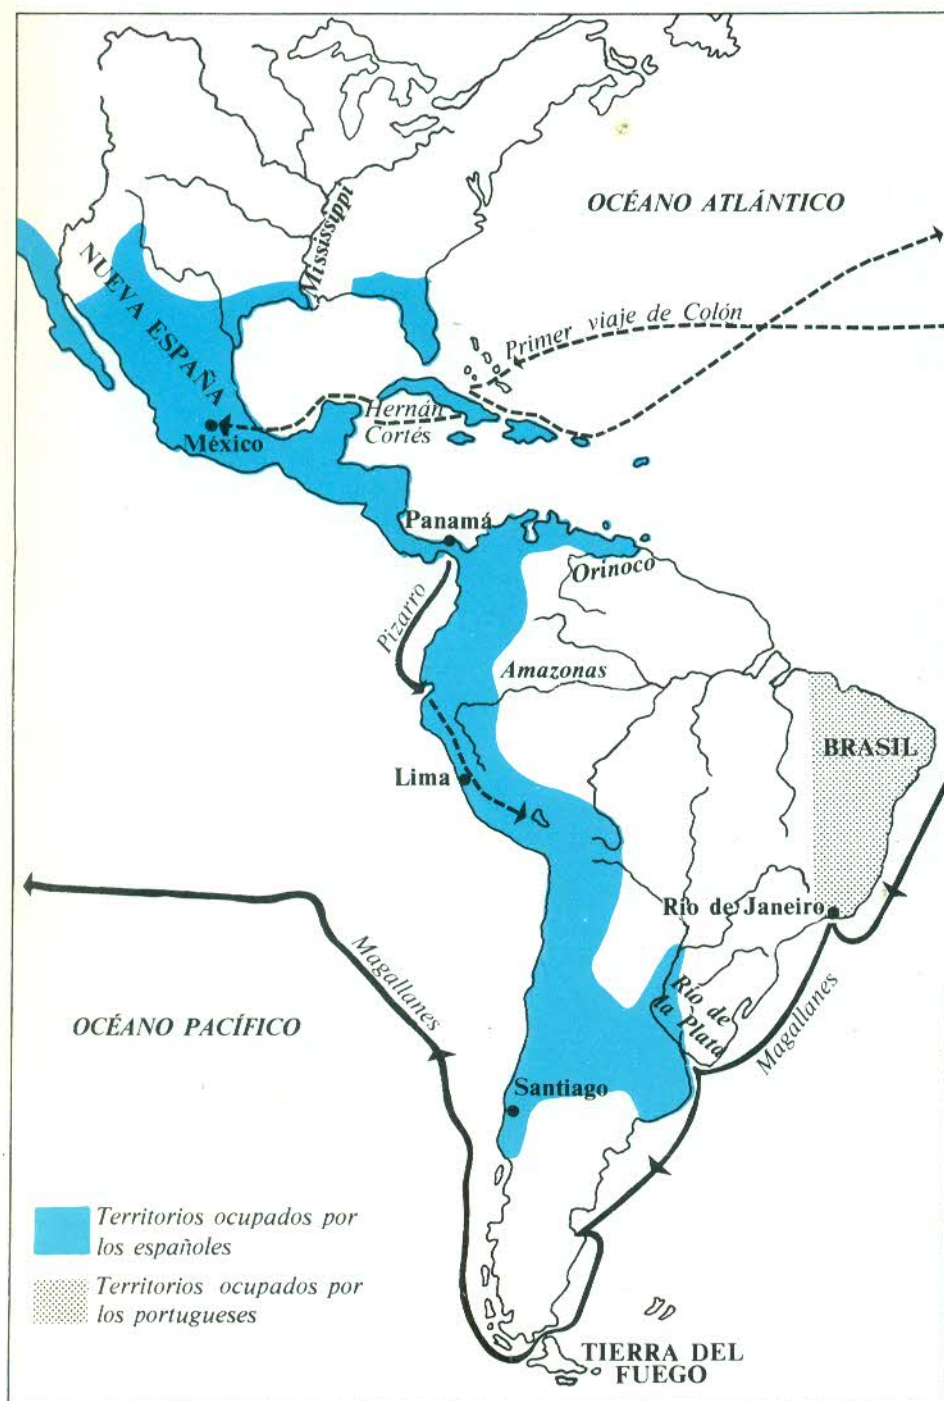 OCÉANO ATLÁNTICO
Mississippi
NUEVA ESPAÑA
Primer viaje de Colón
Hernán
Cortés
México
Panamá
Orinoco
Pizarro
Amazonas
BRASIL
Lima
Río de Janeiro
Magallanes
Río de
la Plata
Magallanes
OCÉANO PACÍFICO
Santiago
Territorios ocupados por
los españoles
Territorios ocupados por
los portugueses
TIERRA DEL
FUEGO